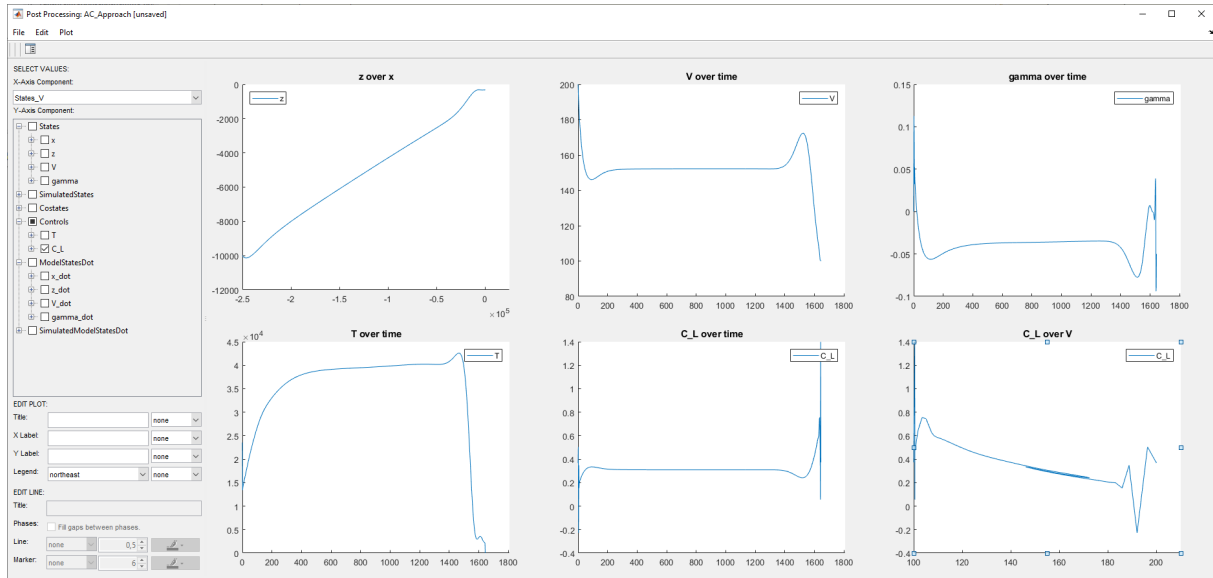 Post Processing: AC_Approach [unsaved]
File Edit Plot
SELECT VALUES:
X-Axis Component:
States_V
Y-Axis Component:
States
x
z
V
gamma
SimulatedStates
Costates
Controls
T
C_L
ModelStatesDot
x_dot
z_dot
V_dot
gamma_dot
SimulatedModelStatesDot
EDIT PLOT:
Title: none
X Label: none
Y Label: none
Legend: northeast none
EDIT LINE:
Title:
Phases: Fill gaps between phases.
Line: none 0,5
Marker: none 6
z over x
z
0
-2000
-4000
-6000
-8000
-10000
-12000
-2.5 -2 -1.5 -1 -0.5 0 0.5
× 10^5
V over time
V
200
180
160
140
120
100
80
0 200 400 600 800 1000 1200 1400 1600 1800
gamma over time
gamma
0.15
0.1
0.05
0
-0.05
-0.1
0 200 400 600 800 1000 1200 1400 1600 1800
T over time
× 10^4
T
4.5
4
3.5
3
2.5
2
1.5
1
0.5
0
0 200 400 600 800 1000 1200 1400 1600 1800
C_L over time
C_L
1.4
1.2
1
0.8
0.6
0.4
0.2
0
-0.2
-0.4
0 200 400 600 800 1000 1200 1400 1600 1800
C_L over V
C_L
1.4
1.2
1
0.8
0.6
0.4
0.2
0
-0.2
-0.4
100 120 140 160 180 200